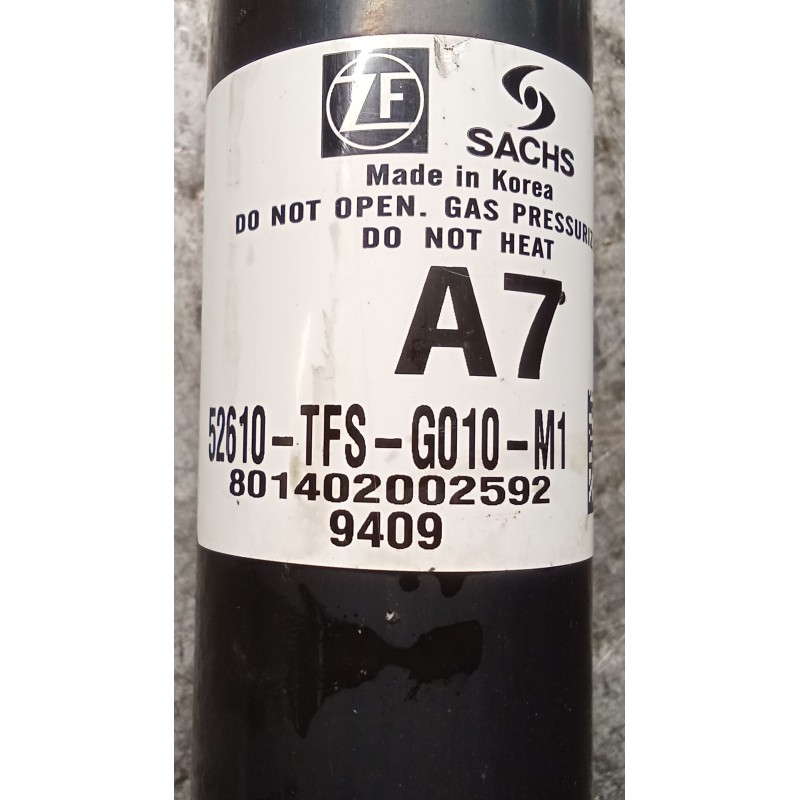 ZF
SACHS
Made in Korea
DO NOT OPEN. GAS
DO NOT HEAT
A7
52610-TFS-G010-M1
801402002592
9409